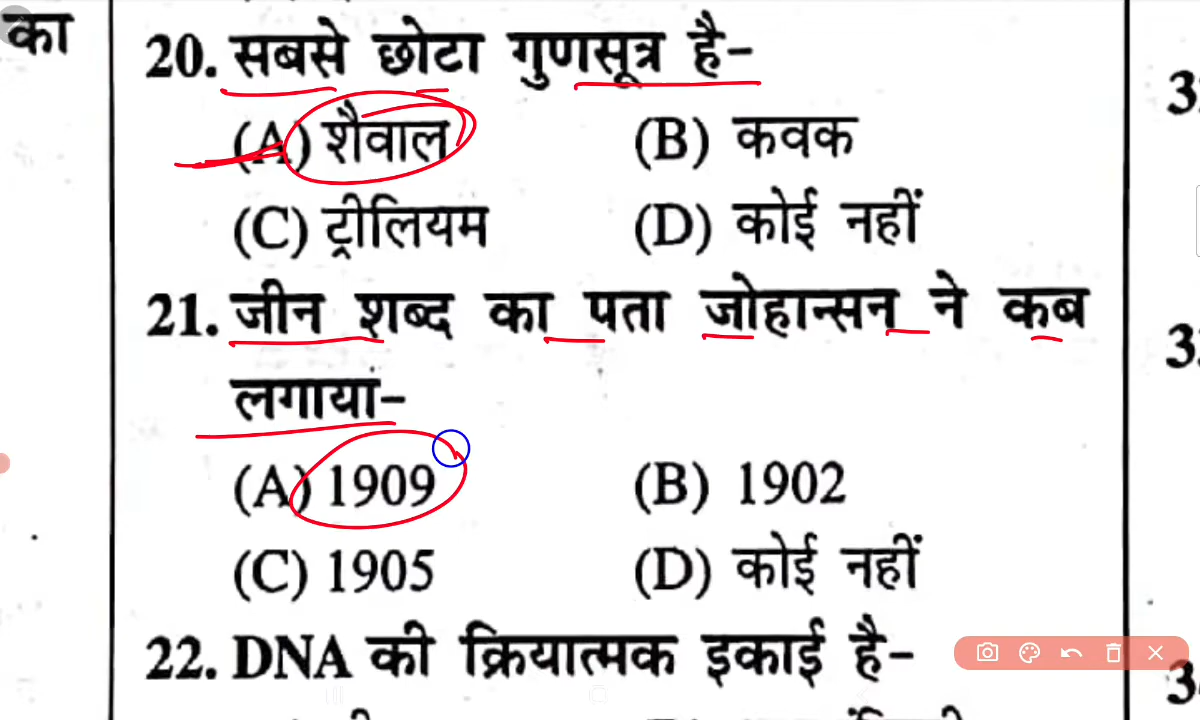 का
20. सबसे छोटा गुणसूत्र है-
(A) शैवाल (B) कवक
(C) ट्रीलियम (D) कोई नहीं
21. जीन शब्द का पता जोहान्सन ने कब
लगाया-
(A) 1909 (B) 1902
(C) 1905 (D) कोई नहीं
22. DNA की क्रियात्मक इकाई है-